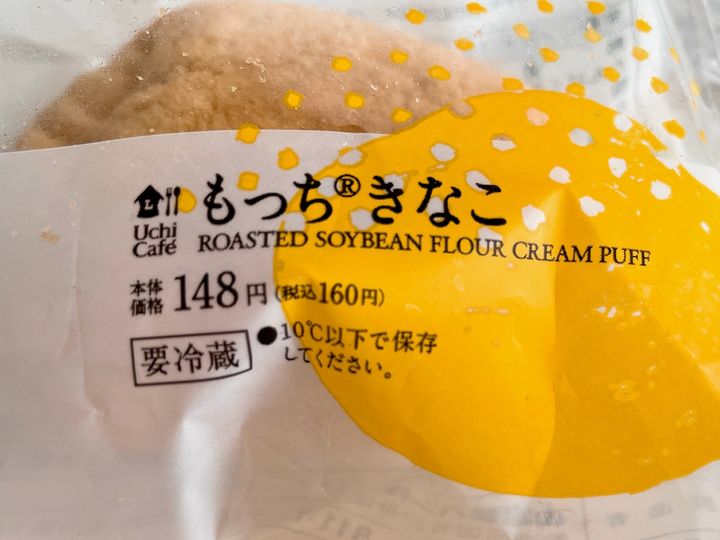 もっち®きなこ
Uchi
Café
ROASTED SOYBEAN FLOUR CREAM PUFF
本体
価格 148円(税込160円)
要冷蔵
●10℃以下で保存
してください。